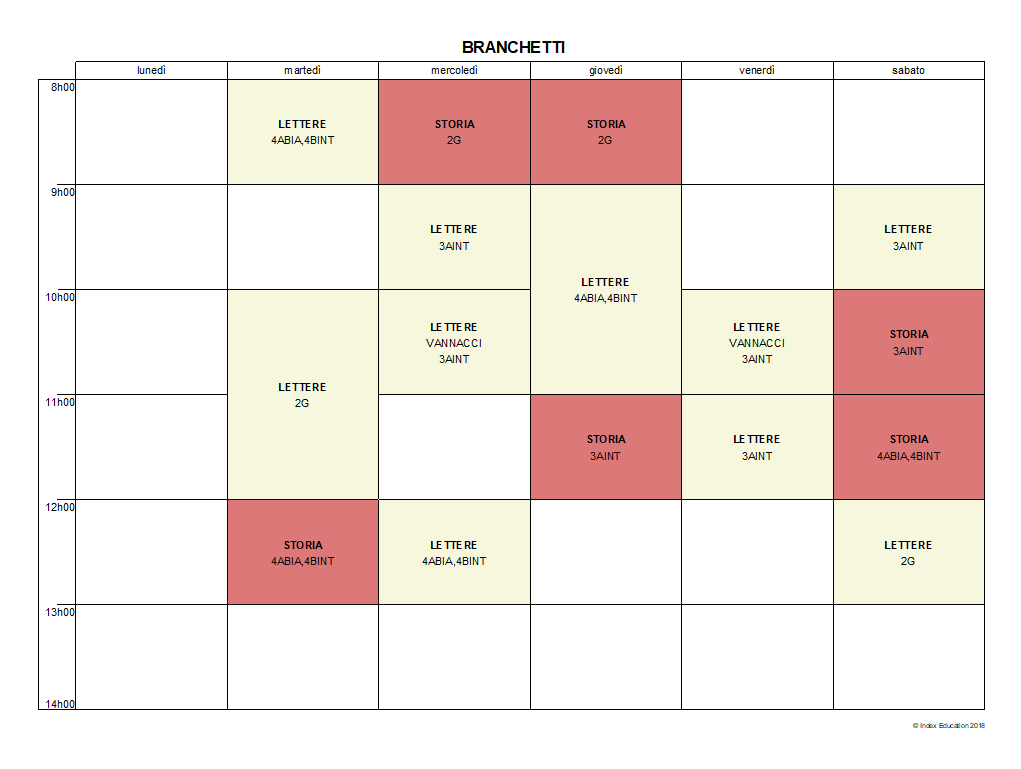 BRANCHETTI
lunedì martedì mercoledì giovedì venerdì sabato
8h00
LETTERE
4ABIA,4BINT
STORIA
2G
STORIA
2G
9h00
LETTERE
3AINT
LETTERE
4ABIA,4BINT
LETTERE
3AINT
10h00
LETTERE
2G
LETTERE
VANNACCI
3AINT
LETTERE
VANNACCI
3AINT
STORIA
3AINT
11h00
STORIA
3AINT
LETTERE
3AINT
STORIA
4ABIA,4BINT
12h00
STORIA
4ABIA,4BINT
LETTERE
4ABIA,4BINT
LETTERE
2G
13h00
14h00
© Index Education 2018